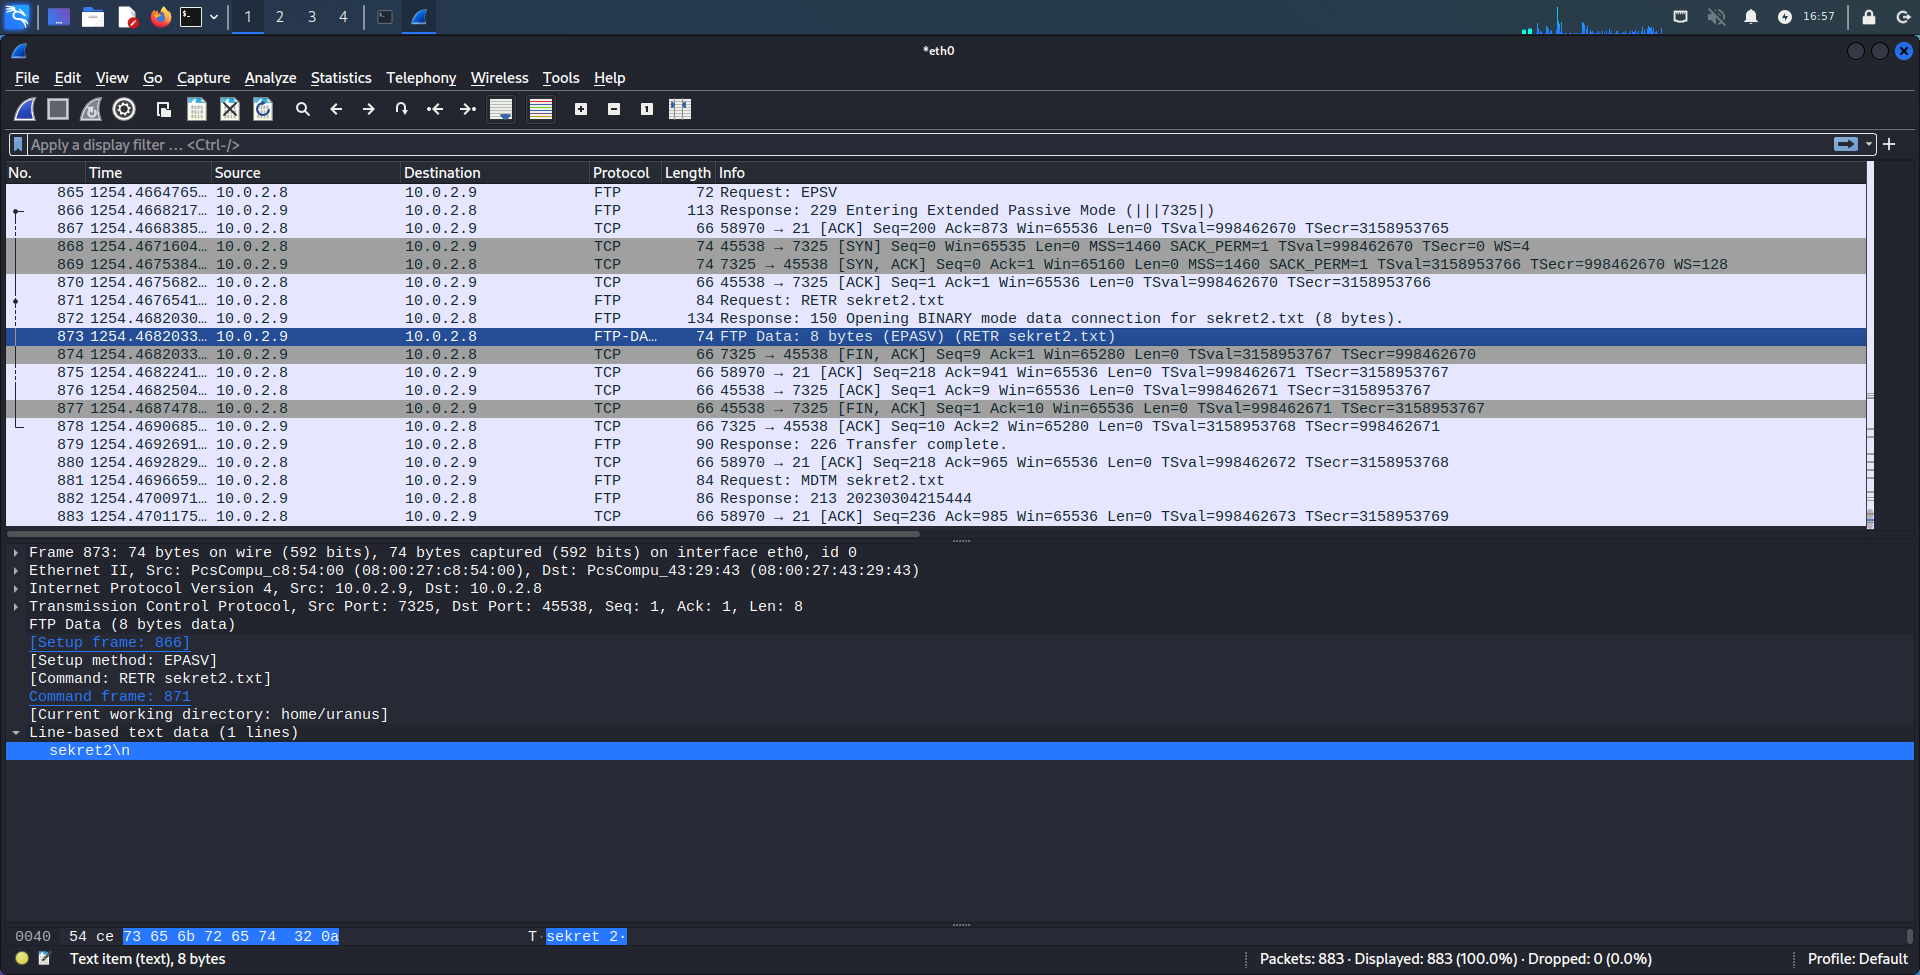 1 2 3 4 16:57
*eth0
File Edit View Go Capture Analyze Statistics Telephony Wireless Tools Help
Apply a display filter … <Ctrl-/>
No. Time Source Destination Protocol Length Info
865 1254.4664765… 10.0.2.8 10.0.2.9 FTP 72 Request: EPSV
866 1254.4668217… 10.0.2.9 10.0.2.8 FTP 113 Response: 229 Entering Extended Passive Mode (|||7325|)
867 1254.4668385… 10.0.2.8 10.0.2.9 TCP 66 58970 → 21 [ACK] Seq=200 Ack=873 Win=65536 Len=0 TSval=998462670 TSecr=3158953765
868 1254.4671604… 10.0.2.8 10.0.2.9 TCP 74 45538 → 7325 [SYN] Seq=0 Win=65535 Len=0 MSS=1460 SACK_PERM=1 TSval=998462670 TSecr=0 WS=4
869 1254.4675384… 10.0.2.9 10.0.2.8 TCP 74 7325 → 45538 [SYN, ACK] Seq=0 Ack=1 Win=65160 Len=0 MSS=1460 SACK_PERM=1 TSval=3158953766 TSecr=998462670 WS=128
870 1254.4675682… 10.0.2.8 10.0.2.9 TCP 66 45538 → 7325 [ACK] Seq=1 Ack=1 Win=65536 Len=0 TSval=998462670 TSecr=3158953766
871 1254.4676541… 10.0.2.8 10.0.2.9 FTP 84 Request: RETR sekret2.txt
872 1254.4682030… 10.0.2.9 10.0.2.8 FTP 134 Response: 150 Opening BINARY mode data connection for sekret2.txt (8 bytes).
873 1254.4682033… 10.0.2.9 10.0.2.8 FTP-DA… 74 FTP Data: 8 bytes (EPASV) (RETR sekret2.txt)
874 1254.4682033… 10.0.2.9 10.0.2.8 TCP 66 7325 → 45538 [FIN, ACK] Seq=9 Ack=1 Win=65280 Len=0 TSval=3158953767 TSecr=998462670
875 1254.4682241… 10.0.2.8 10.0.2.9 TCP 66 58970 → 21 [ACK] Seq=218 Ack=941 Win=65536 Len=0 TSval=998462671 TSecr=3158953767
876 1254.4682504… 10.0.2.8 10.0.2.9 TCP 66 45538 → 7325 [ACK] Seq=1 Ack=9 Win=65536 Len=0 TSval=998462671 TSecr=3158953767
877 1254.4687478… 10.0.2.8 10.0.2.9 TCP 66 45538 → 7325 [FIN, ACK] Seq=1 Ack=10 Win=65536 Len=0 TSval=998462671 TSecr=3158953767
878 1254.4690685… 10.0.2.9 10.0.2.8 TCP 66 7325 → 45538 [ACK] Seq=10 Ack=2 Win=65280 Len=0 TSval=3158953768 TSecr=998462671
879 1254.4692691… 10.0.2.9 10.0.2.8 FTP 90 Response: 226 Transfer complete.
880 1254.4692829… 10.0.2.8 10.0.2.9 TCP 66 58970 → 21 [ACK] Seq=218 Ack=965 Win=65536 Len=0 TSval=998462672 TSecr=3158953768
881 1254.4696659… 10.0.2.8 10.0.2.9 FTP 84 Request: MDTM sekret2.txt
882 1254.4700971… 10.0.2.9 10.0.2.8 FTP 86 Response: 213 20230304215444
883 1254.4701175… 10.0.2.8 10.0.2.9 TCP 66 58970 → 21 [ACK] Seq=236 Ack=985 Win=65536 Len=0 TSval=998462673 TSecr=3158953769
Frame 873: 74 bytes on wire (592 bits), 74 bytes captured (592 bits) on interface eth0, id 0
Ethernet II, Src: PcsCompu_c8:54:00 (08:00:27:c8:54:00), Dst: PcsCompu_43:29:43 (08:00:27:43:29:43)
Internet Protocol Version 4, Src: 10.0.2.9, Dst: 10.0.2.8
Transmission Control Protocol, Src Port: 7325, Dst Port: 45538, Seq: 1, Ack: 1, Len: 8
FTP Data (8 bytes data)
[Setup frame: 866]
[Setup method: EPASV]
[Command: RETR sekret2.txt]
Command frame: 871
[Current working directory: home/uranus]
Line-based text data (1 lines)
sekret2\n
0040 54 ce 73 65 6b 72 65 74 32 0a T·sekret 2·
Text item (text), 8 bytes Packets: 883 · Displayed: 883 (100.0%) · Dropped: 0 (0.0%) Profile: Default